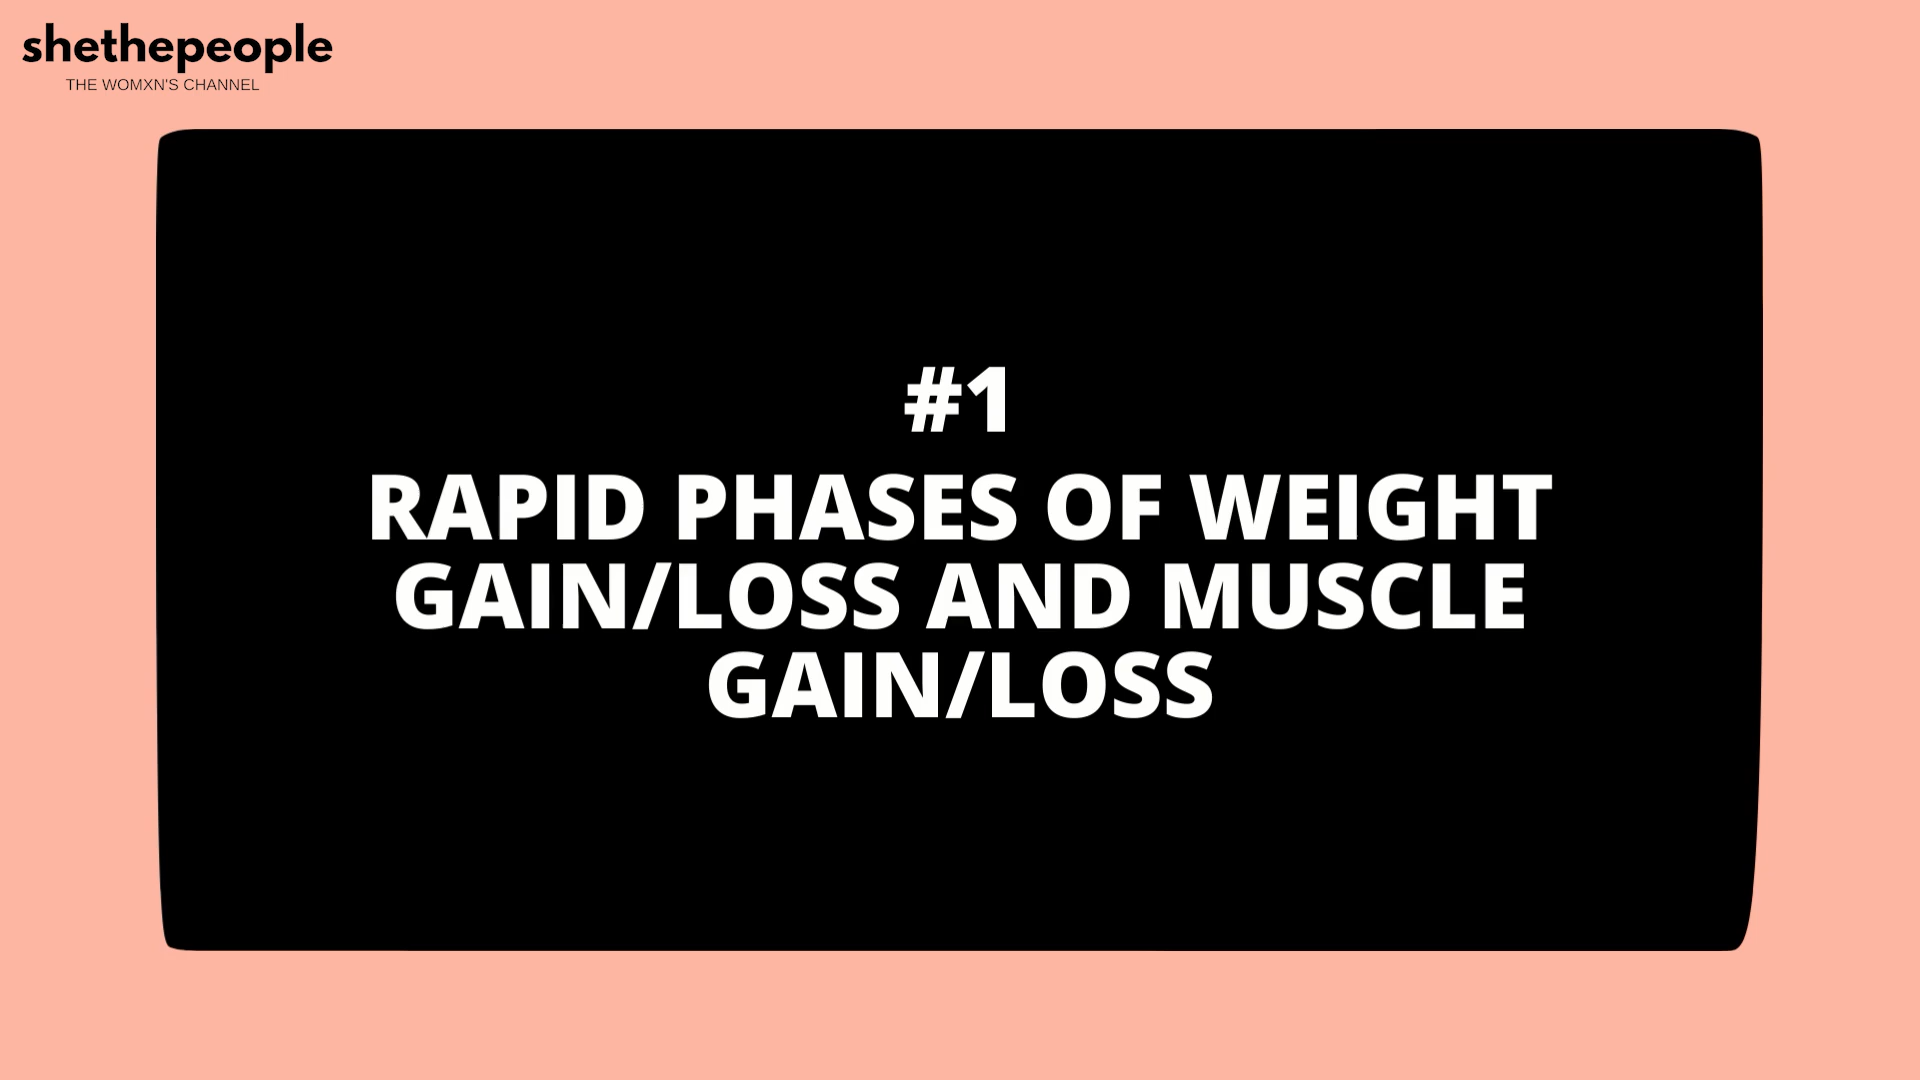 shethepeople
THE WOMXN'S CHANNEL
#1
RAPID PHASES OF WEIGHT
GAIN/LOSS AND MUSCLE
GAIN/LOSS